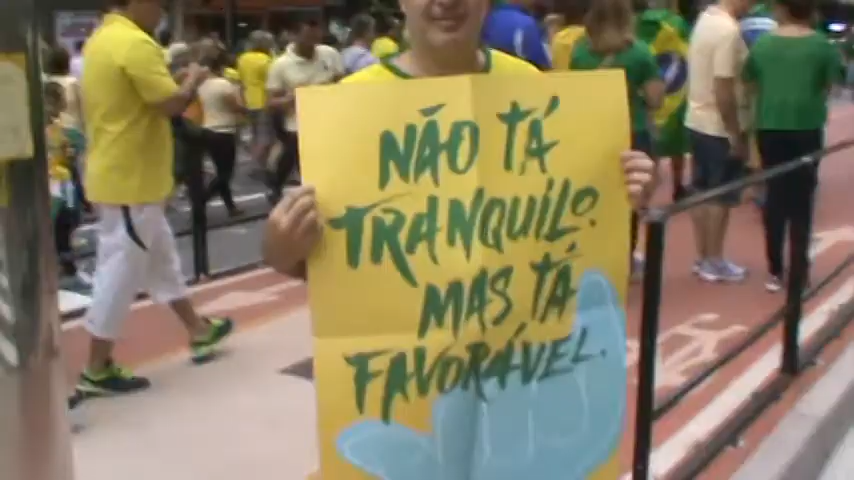 NÃO TÁ
TRANQUILO.
MAS TÁ
FAVORÁVEL.